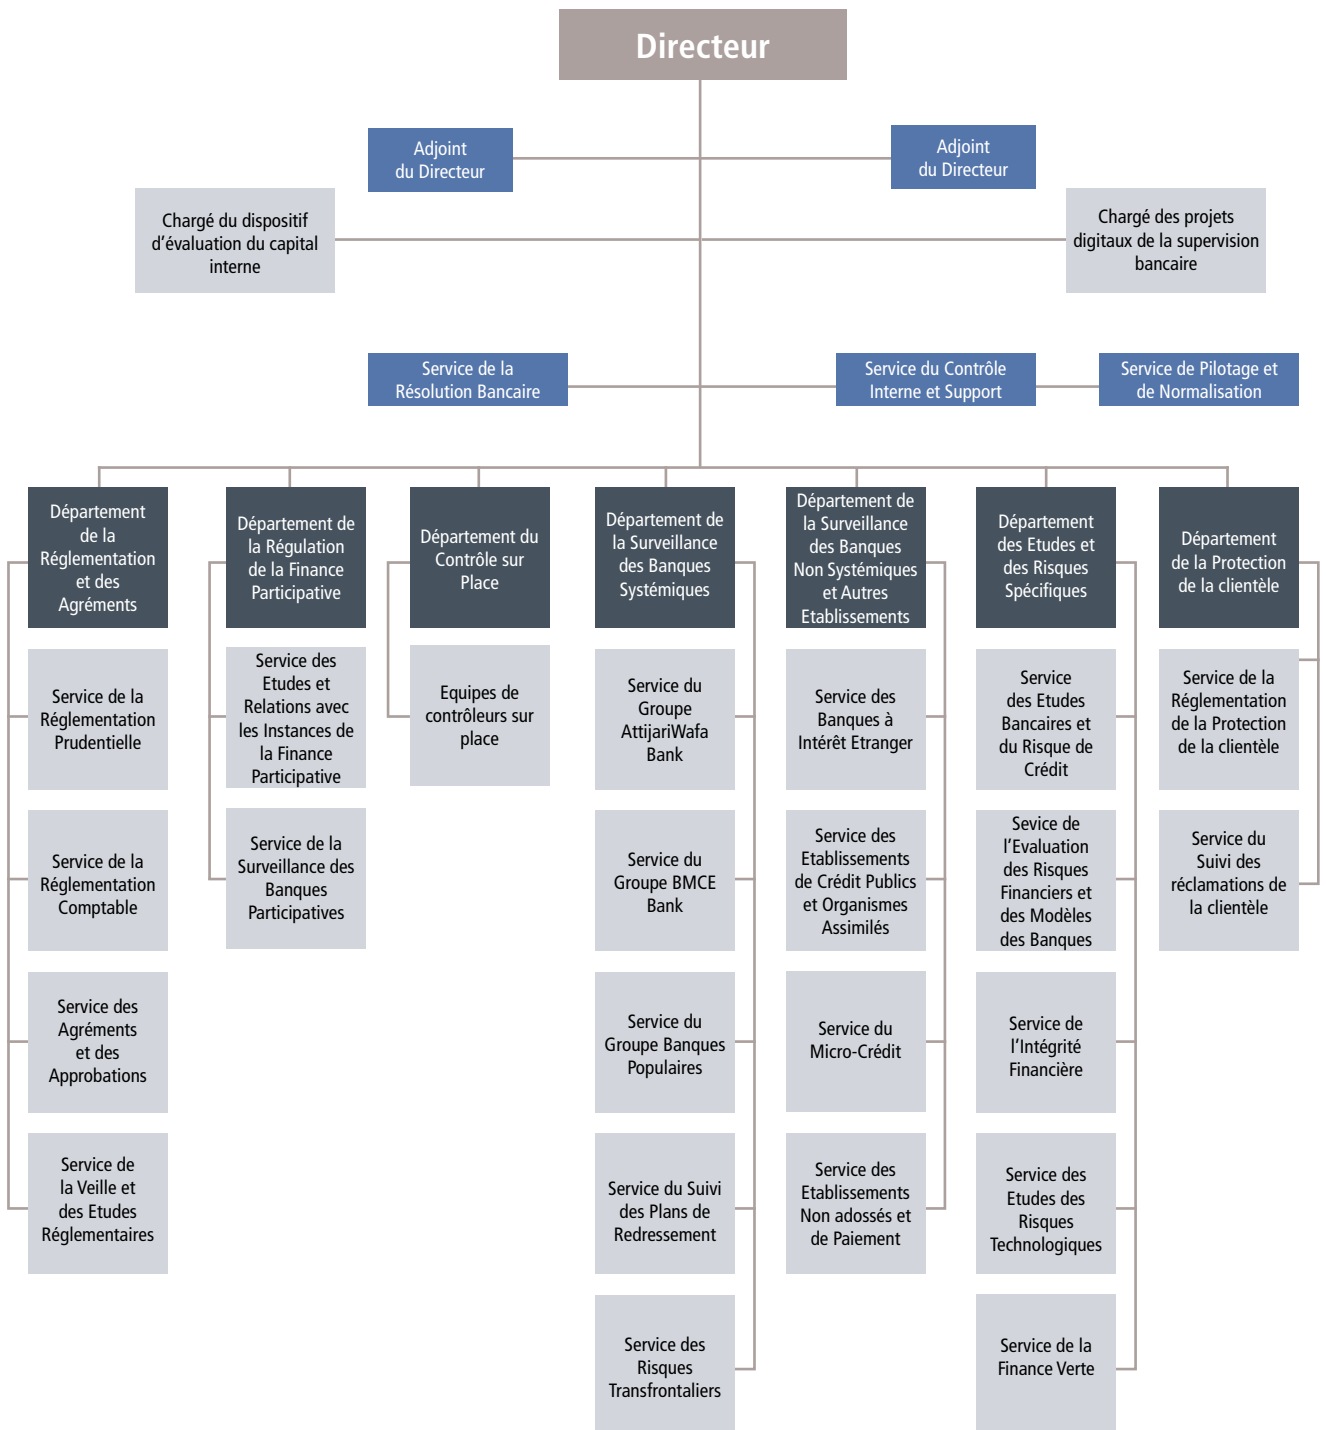 Directeur
Adjoint
du Directeur
Adjoint
du Directeur
Chargé du dispositif
d'évaluation du capital
interne
Chargé des projets
digitaux de la supervision
bancaire
Service de la
Résolution Bancaire
Service du Contrôle
Interne et Support
Service de Pilotage et
de Normalisation
Département
de la
Réglementation
et des
Agréments
Service de la
Réglementation
Prudentielle
Service de la
Réglementation
Comptable
Service des
Agréments
et des
Approbations
Service de
la Veille et
des Etudes
Réglementaires
Département de
la Régulation
de la Finance
Participative
Service des
Etudes et
Relations avec
les Instances de
la Finance
Participative
Service de la
Surveillance des
Banques
Participatives
Département du
Contrôle sur
Place
Equipes de
contrôleurs sur
place
Département de
la Surveillance
des Banques
Systémiques
Service du
Groupe
AttijariWafa
Bank
Service du
Groupe BMCE
Bank
Service du
Groupe Banques
Populaires
Service du Suivi
des Plans de
Redressement
Service des
Risques
Transfrontaliers
Département de
la Surveillance
des Banques
Non Systémiques
et Autres
Etablissements
Service des
Banques à
Intérêt Etranger
Service des
Etablissements
de Crédit Publics
et Organismes
Assimilés
Service du
Micro-Crédit
Service des
Etablissements
Non adossés et
de Paiement
Département
des Etudes et
des Risques
Spécifiques
Service
des Etudes
Bancaires et
du Risque de
Crédit
Sevice de
l'Evaluation
des Risques
Financiers et
des Modèles
des Banques
Service de
l'Intégrité
Financière
Service des
Etudes des
Risques
Technologiques
Service de la
Finance Verte
Département
de la Protection
de la clientèle
Service de la
Réglementation
de la Protection
de la clientèle
Service du
Suivi des
réclamations de
la clientèle